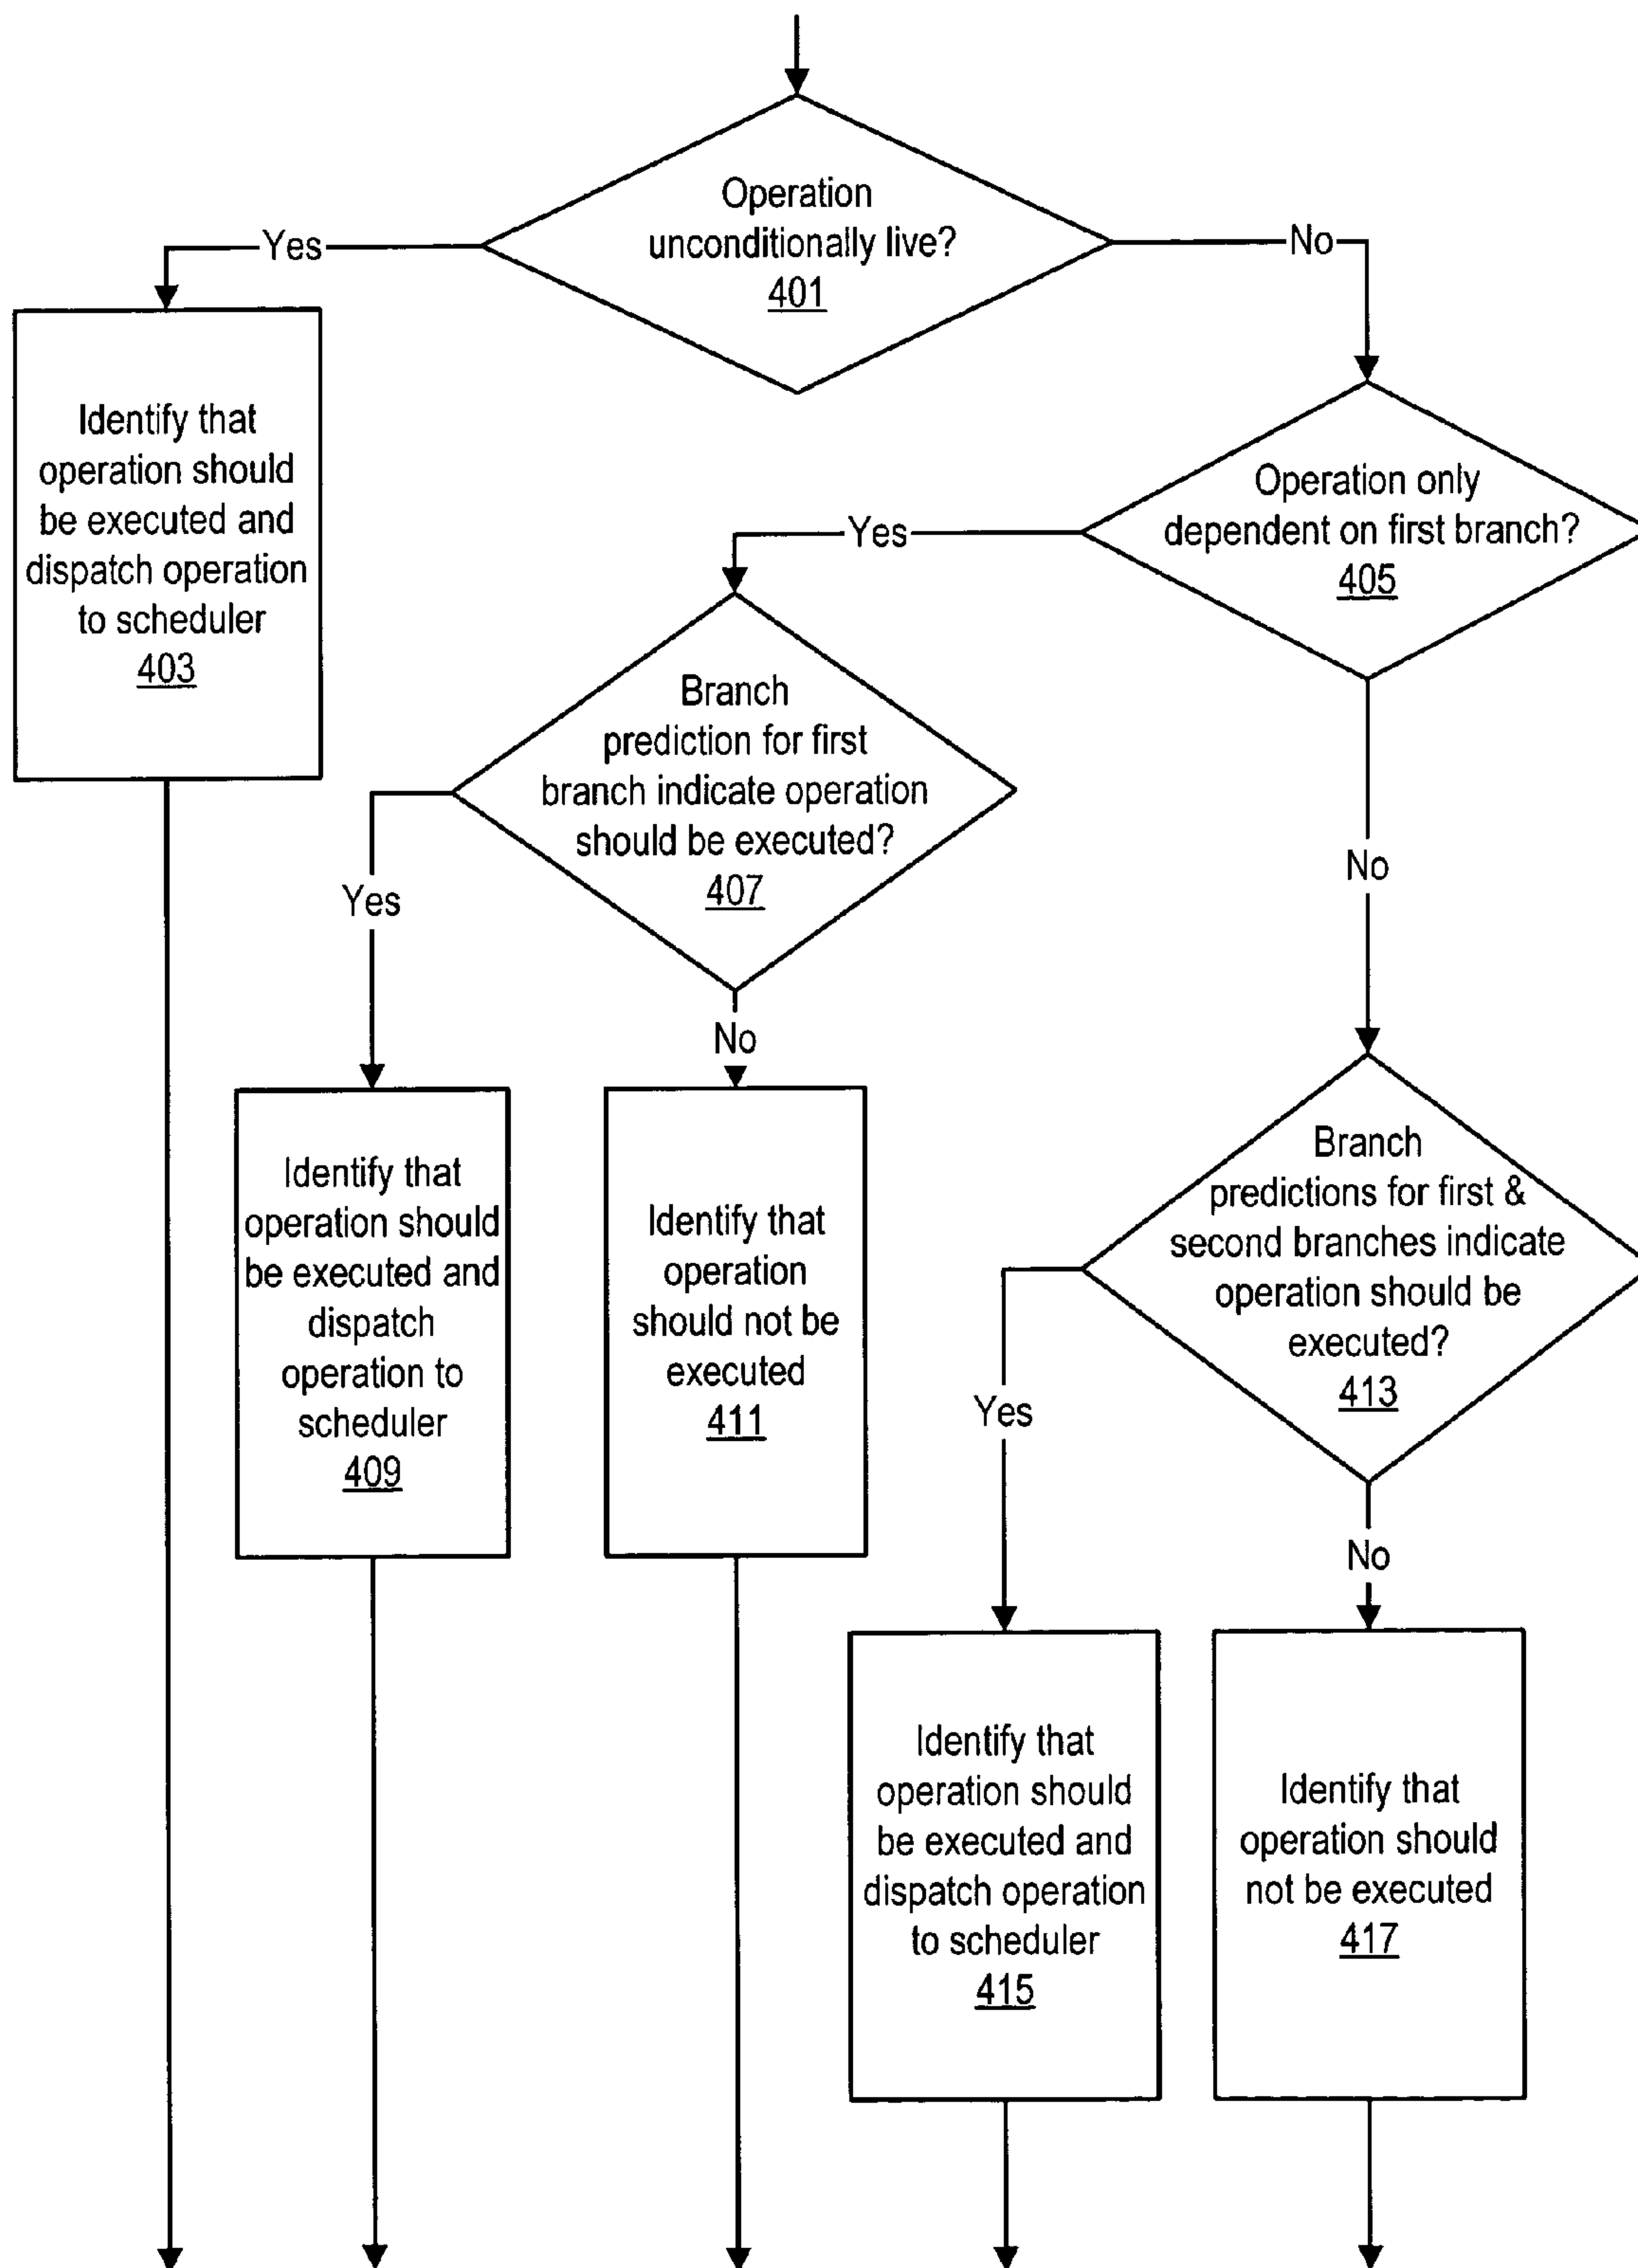 Operation
unconditionally live?
401
Yes
No
Identify that
operation should
be executed and
dispatch operation
to scheduler
403
Operation only
dependent on first branch?
405
Yes
No
Branch
prediction for first
branch indicate operation
should be executed?
407
Yes
No
Identify that
operation should
be executed and
dispatch
operation to
scheduler
409
Identify that
operation
should not be
executed
411
Branch
predictions for first &
second branches indicate
operation should be
executed?
413
Yes
No
Identify that
operation should
be executed and
dispatch operation
to scheduler
415
Identify that
operation should
not be executed
417